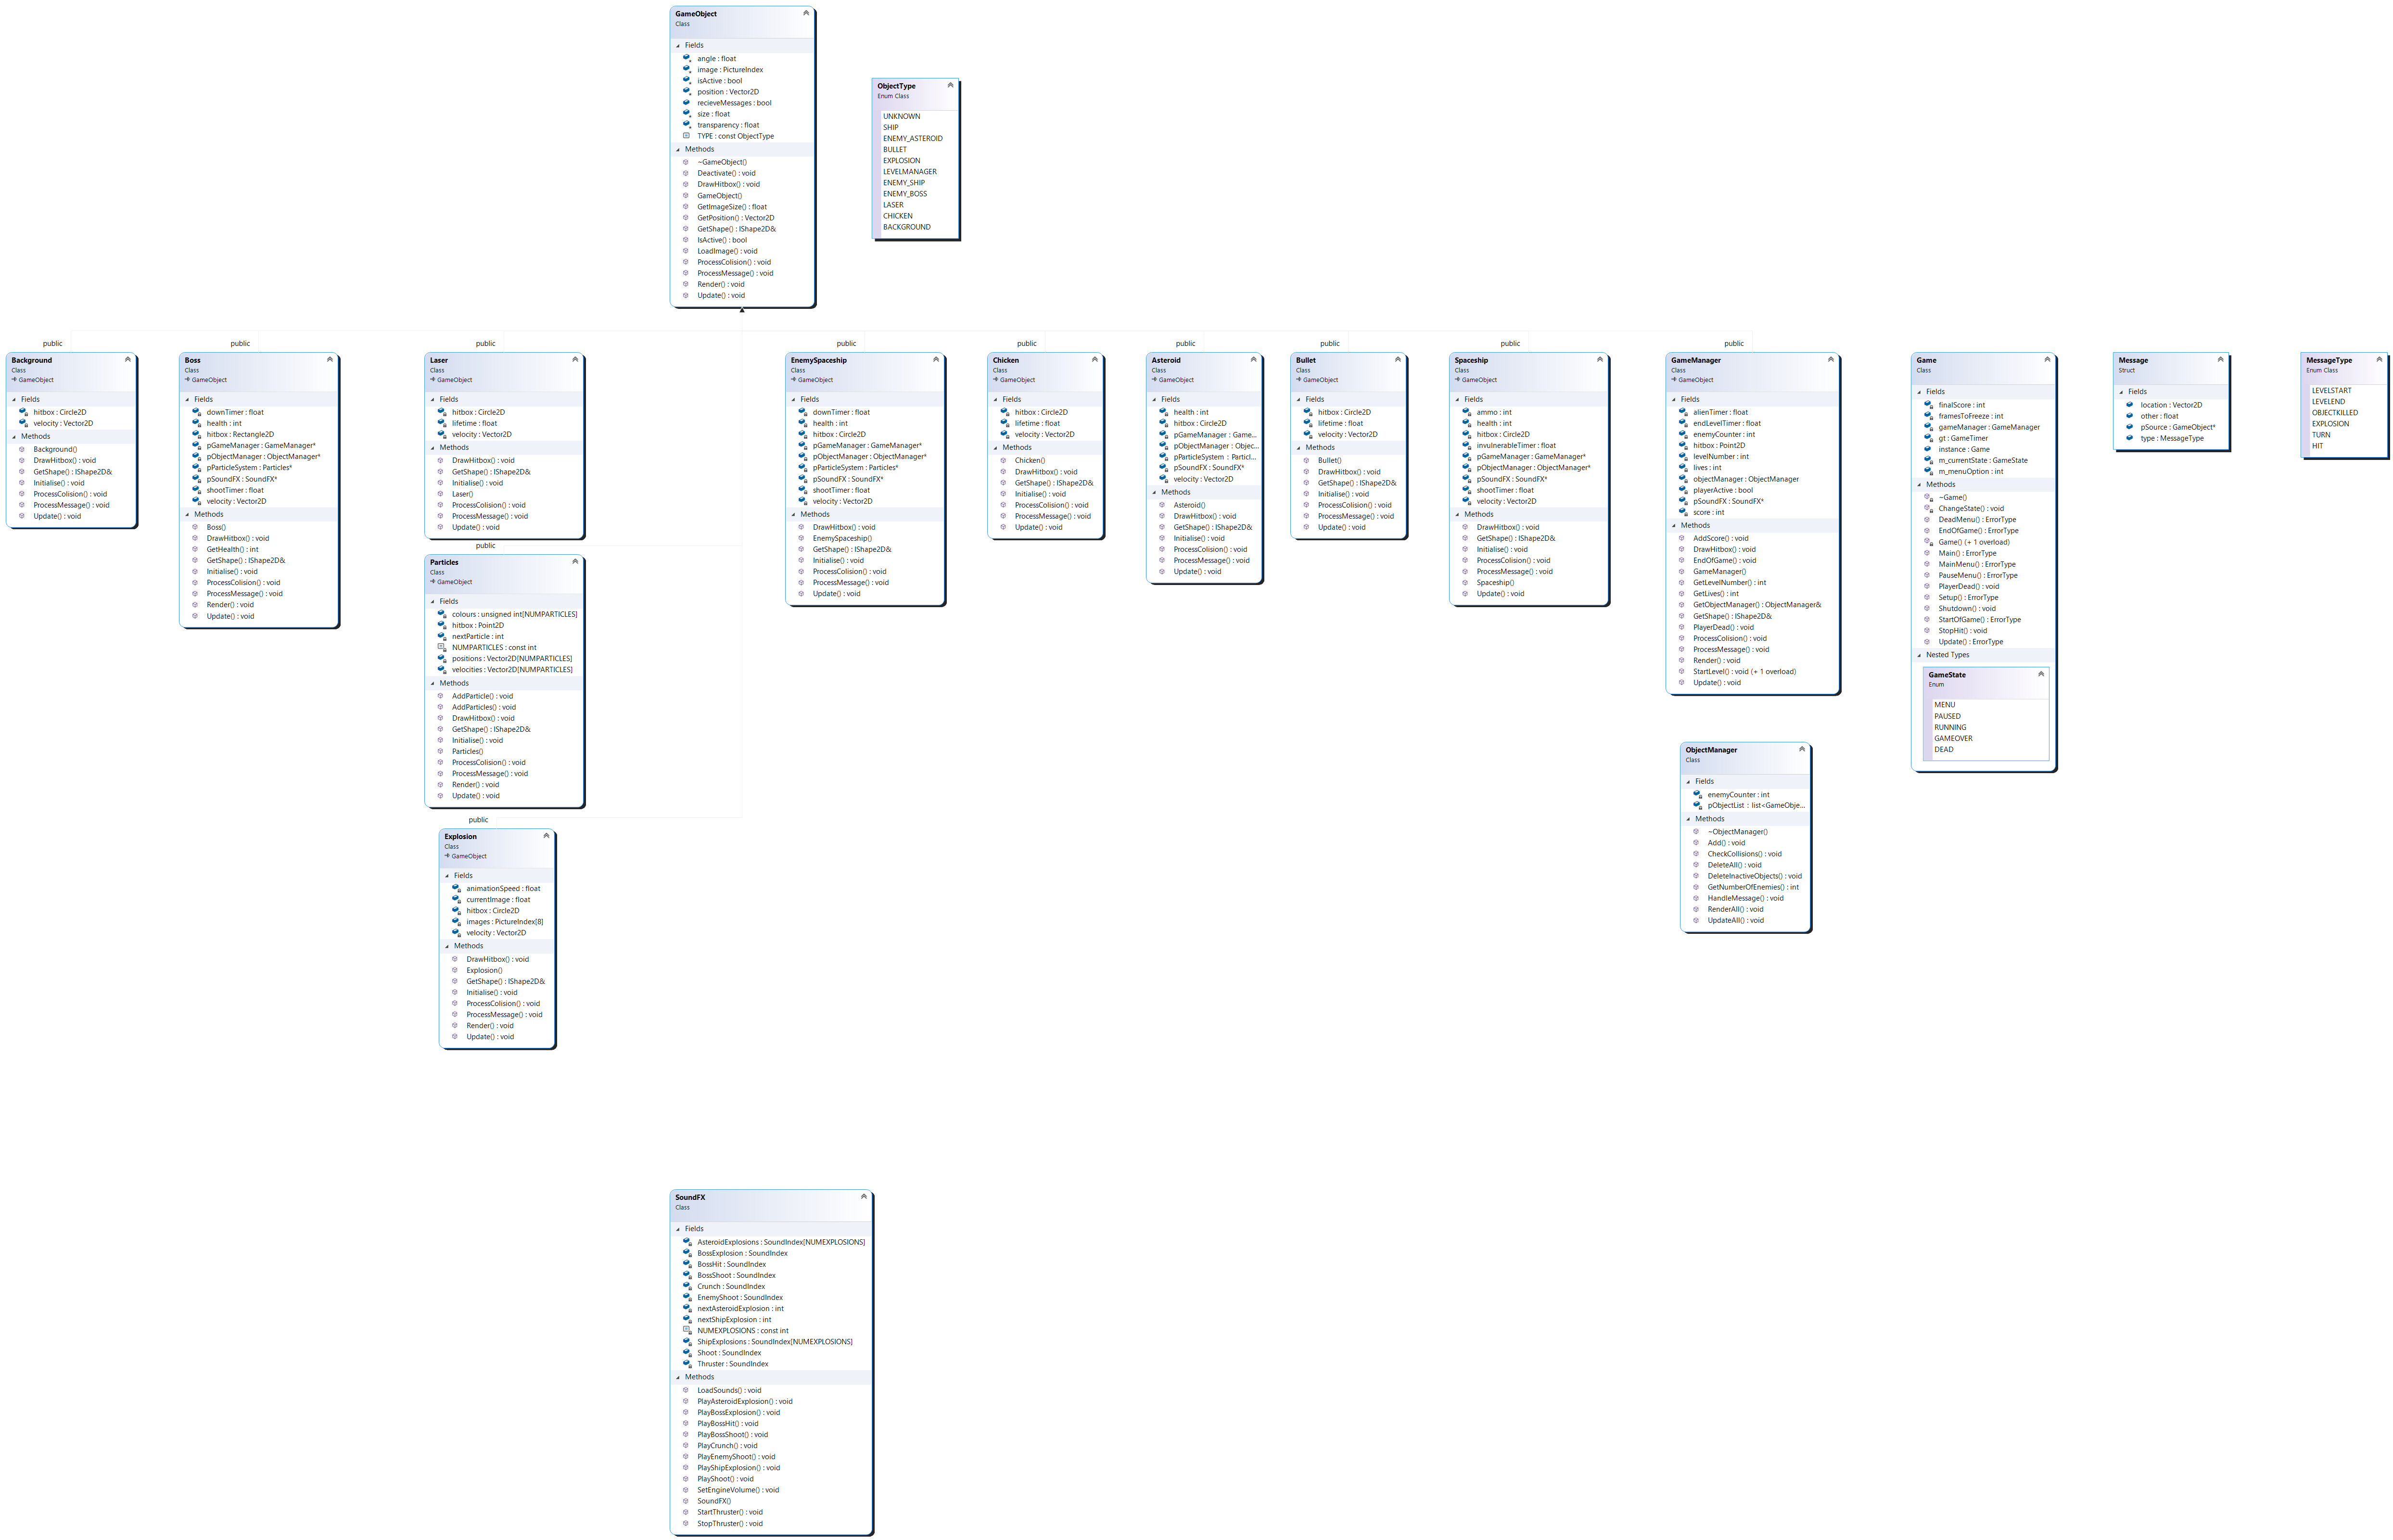 GameObject
Class
Fields
angle : float
image : PictureIndex
isActive : bool
position : Vector2D
recieveMessages : bool
size : float
transparency : float
TYPE : const ObjectType
Methods
~GameObject()
Deactivate() : void
DrawHitbox() : void
GameObject()
GetImageSize() : float
GetPosition() : Vector2D
GetShape() : IShape2D&
IsActive() : bool
LoadImage() : void
ProcessColision() : void
ProcessMessage() : void
Render() : void
Update() : void
ObjectType
Enum Class
UNKNOWN
SHIP
ENEMY_ASTEROID
BULLET
EXPLOSION
LEVELMANAGER
ENEMY_SHIP
ENEMY_BOSS
LASER
CHICKEN
BACKGROUND
public
Background
Class
GameObject
Fields
hitbox : Circle2D
velocity : Vector2D
Methods
Background()
DrawHitbox() : void
GetShape() : IShape2D&
Initialise() : void
ProcessColision() : void
ProcessMessage() : void
Update() : void
public
Boss
Class
GameObject
Fields
downTimer : float
health : int
hitbox : Rectangle2D
pGameManager : GameManager*
pObjectManager : ObjectManager*
pParticleSystem : Particles*
pSoundFX : SoundFX*
shootTimer : float
velocity : Vector2D
Methods
Boss()
DrawHitbox() : void
GetHealth() : int
GetShape() : IShape2D&
Initialise() : void
ProcessColision() : void
ProcessMessage() : void
Render() : void
Update() : void
public
Laser
Class
GameObject
Fields
hitbox : Circle2D
lifetime : float
velocity : Vector2D
Methods
DrawHitbox() : void
GetShape() : IShape2D&
Initialise() : void
Laser()
ProcessColision() : void
ProcessMessage() : void
Update() : void
public
Particles
Class
GameObject
Fields
colours : unsigned int[NUMPARTICLES]
hitbox : Point2D
nextParticle : int
NUMPARTICLES : const int
positions : Vector2D[NUMPARTICLES]
velocities : Vector2D[NUMPARTICLES]
Methods
AddParticle() : void
AddParticles() : void
DrawHitbox() : void
GetShape() : IShape2D&
Initialise() : void
Particles()
ProcessColision() : void
ProcessMessage() : void
Render() : void
Update() : void
public
Explosion
Class
GameObject
Fields
animationSpeed : float
currentImage : float
hitbox : Circle2D
images : PictureIndex[8]
velocity : Vector2D
Methods
DrawHitbox() : void
Explosion()
GetShape() : IShape2D&
Initialise() : void
ProcessColision() : void
ProcessMessage() : void
Render() : void
Update() : void
public
EnemySpaceship
Class
GameObject
Fields
downTimer : float
health : int
hitbox : Circle2D
pGameManager : GameManager*
pObjectManager : ObjectManager*
pParticleSystem : Particles*
pSoundFX : SoundFX*
shootTimer : float
velocity : Vector2D
Methods
DrawHitbox() : void
EnemySpaceship()
GetShape() : IShape2D&
Initialise() : void
ProcessColision() : void
ProcessMessage() : void
Update() : void
public
Chicken
Class
GameObject
Fields
hitbox : Circle2D
lifetime : float
velocity : Vector2D
Methods
Chicken()
DrawHitbox() : void
GetShape() : IShape2D&
Initialise() : void
ProcessColision() : void
ProcessMessage() : void
Update() : void
public
Asteroid
Class
GameObject
Fields
health : int
hitbox : Circle2D
pGameManager : Game...
pObjectManager : Objec...
pParticleSystem : Particl...
pSoundFX : SoundFX*
velocity : Vector2D
Methods
Asteroid()
DrawHitbox() : void
GetShape() : IShape2D&
Initialise() : void
ProcessColision() : void
ProcessMessage() : void
Update() : void
public
Bullet
Class
GameObject
Fields
hitbox : Circle2D
lifetime : float
velocity : Vector2D
Methods
Bullet()
DrawHitbox() : void
GetShape() : IShape2D&
Initialise() : void
ProcessColision() : void
ProcessMessage() : void
Update() : void
public
Spaceship
Class
GameObject
Fields
ammo : int
health : int
hitbox : Circle2D
invulnerableTimer : float
pGameManager : GameManager*
pObjectManager : ObjectManager*
pSoundFX : SoundFX*
shootTimer : float
velocity : Vector2D
Methods
DrawHitbox() : void
GetShape() : IShape2D&
Initialise() : void
ProcessColision() : void
ProcessMessage() : void
Spaceship()
Update() : void
public
GameManager
Class
GameObject
Fields
alienTimer : float
endLevelTimer : float
enemyCounter : int
hitbox : Point2D
levelNumber : int
lives : int
objectManager : ObjectManager
playerActive : bool
pSoundFX : SoundFX*
score : int
Methods
AddScore() : void
DrawHitbox() : void
EndOfGame() : void
GameManager()
GetLevelNumber() : int
GetLives() : int
GetObjectManager() : ObjectManager&
GetShape() : IShape2D&
PlayerDead() : void
ProcessColision() : void
ProcessMessage() : void
Render() : void
StartLevel() : void (+ 1 overload)
Update() : void
ObjectManager
Class
Fields
enemyCounter : int
pObjectList : list<GameObje...
Methods
~ObjectManager()
Add() : void
CheckCollisions() : void
DeleteAll() : void
DeleteInactiveObjects() : void
GetNumberOfEnemies() : int
HandleMessage() : void
RenderAll() : void
UpdateAll() : void
Game
Class
Fields
finalScore : int
framesToFreeze : int
gameManager : GameManager
gt : GameTimer
instance : Game
m_currentState : GameState
m_menuOption : int
Methods
~Game()
ChangeState() : void
DeadMenu() : ErrorType
EndOfGame() : ErrorType
Game() (+ 1 overload)
Main() : ErrorType
MainMenu() : ErrorType
PauseMenu() : ErrorType
PlayerDead() : void
Setup() : ErrorType
Shutdown() : void
StartOfGame() : ErrorType
StopHit() : void
Update() : ErrorType
Nested Types
GameState
Enum
MENU
PAUSED
RUNNING
GAMEOVER
DEAD
Message
Struct
Fields
location : Vector2D
other : float
pSource : GameObject*
type : MessageType
MessageType
Enum Class
LEVELSTART
LEVELEND
OBJECTKILLED
EXPLOSION
TURN
HIT
SoundFX
Class
Fields
AsteroidExplosions : SoundIndex[NUMEXPLOSIONS]
BossExplosion : SoundIndex
BossHit : SoundIndex
BossShoot : SoundIndex
Crunch : SoundIndex
EnemyShoot : SoundIndex
nextAsteroidExplosion : int
nextShipExplosion : int
NUMEXPLOSIONS : const int
ShipExplosions : SoundIndex[NUMEXPLOSIONS]
Shoot : SoundIndex
Thruster : SoundIndex
Methods
LoadSounds() : void
PlayAsteroidExplosion() : void
PlayBossExplosion() : void
PlayBossHit() : void
PlayBossShoot() : void
PlayCrunch() : void
PlayEnemyShoot() : void
PlayShipExplosion() : void
PlayShoot() : void
SetEngineVolume() : void
SoundFX()
StartThruster() : void
StopThruster() : void